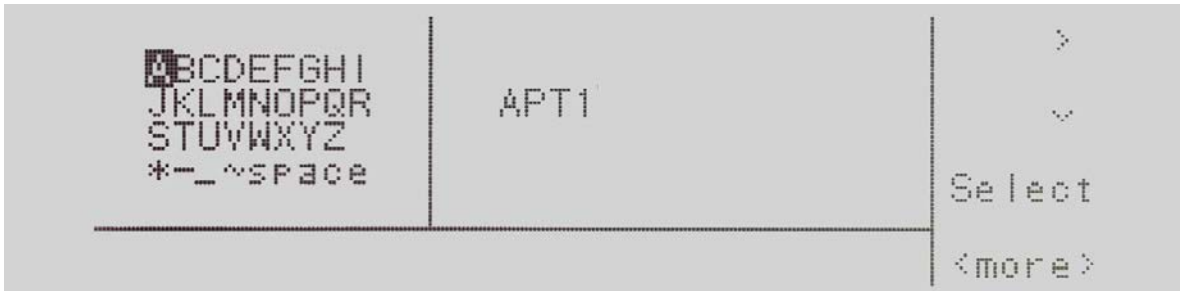 ABCDEFGHI
JKLMNOPQR
STUVWXYZ
*-_~space
APT1
>
⌄
Select
<more>